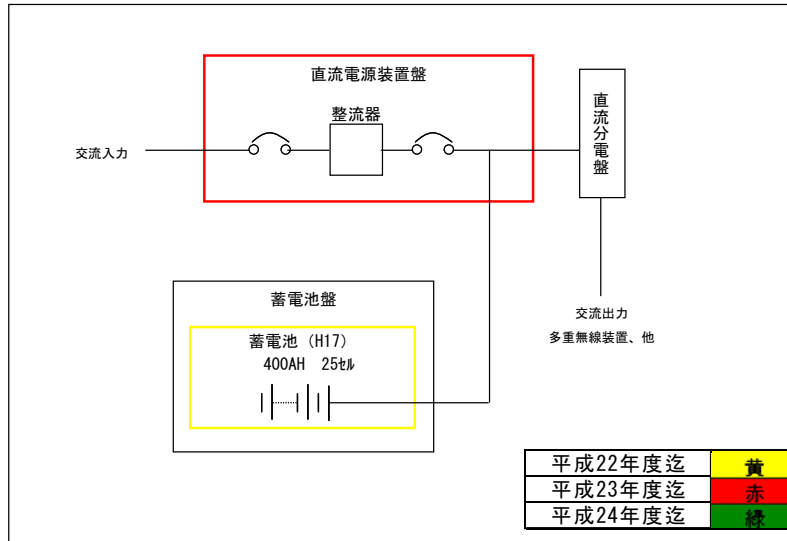 直流電源装置盤
整流器
交流入力
直流分電盤
蓄電池盤
蓄電池（H17）
400AH　25ｾﾙ
交流出力
多重無線装置、他
平成22年度迄　黄
平成23年度迄　赤
平成24年度迄　緑